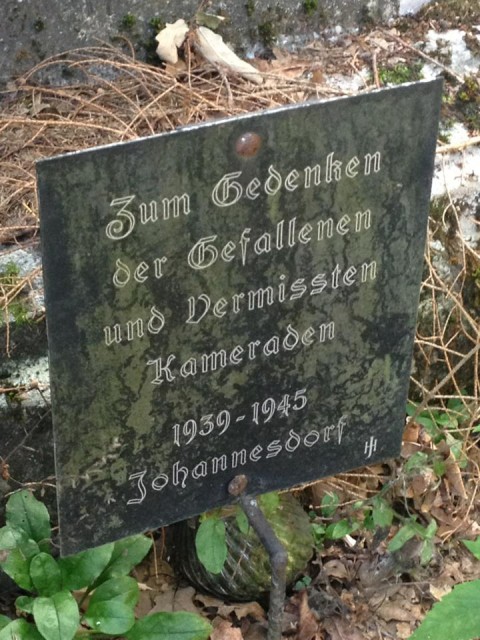 Zum Gedenken
der Gefallenen
und Vermissten
Kameraden
1939-1945
Johannesdorf